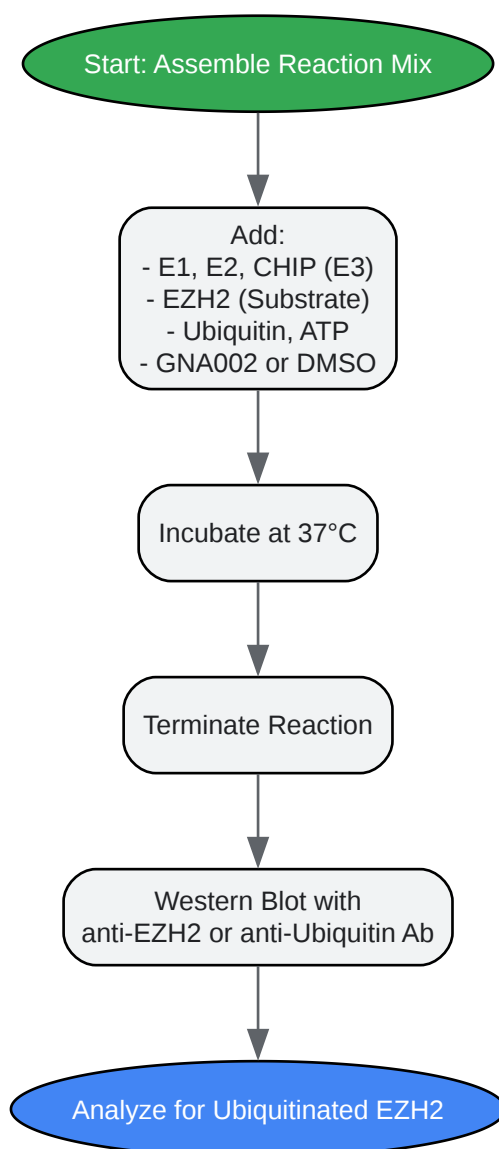 Start: Assemble Reaction Mix
Add:
- E1, E2, CHIP (E3)
- EZH2 (Substrate)
- Ubiquitin, ATP
- GNA002 or DMSO
Incubate at 37°C
Terminate Reaction
Western Blot with
anti-EZH2 or anti-Ubiquitin Ab
Analyze for Ubiquitinated EZH2